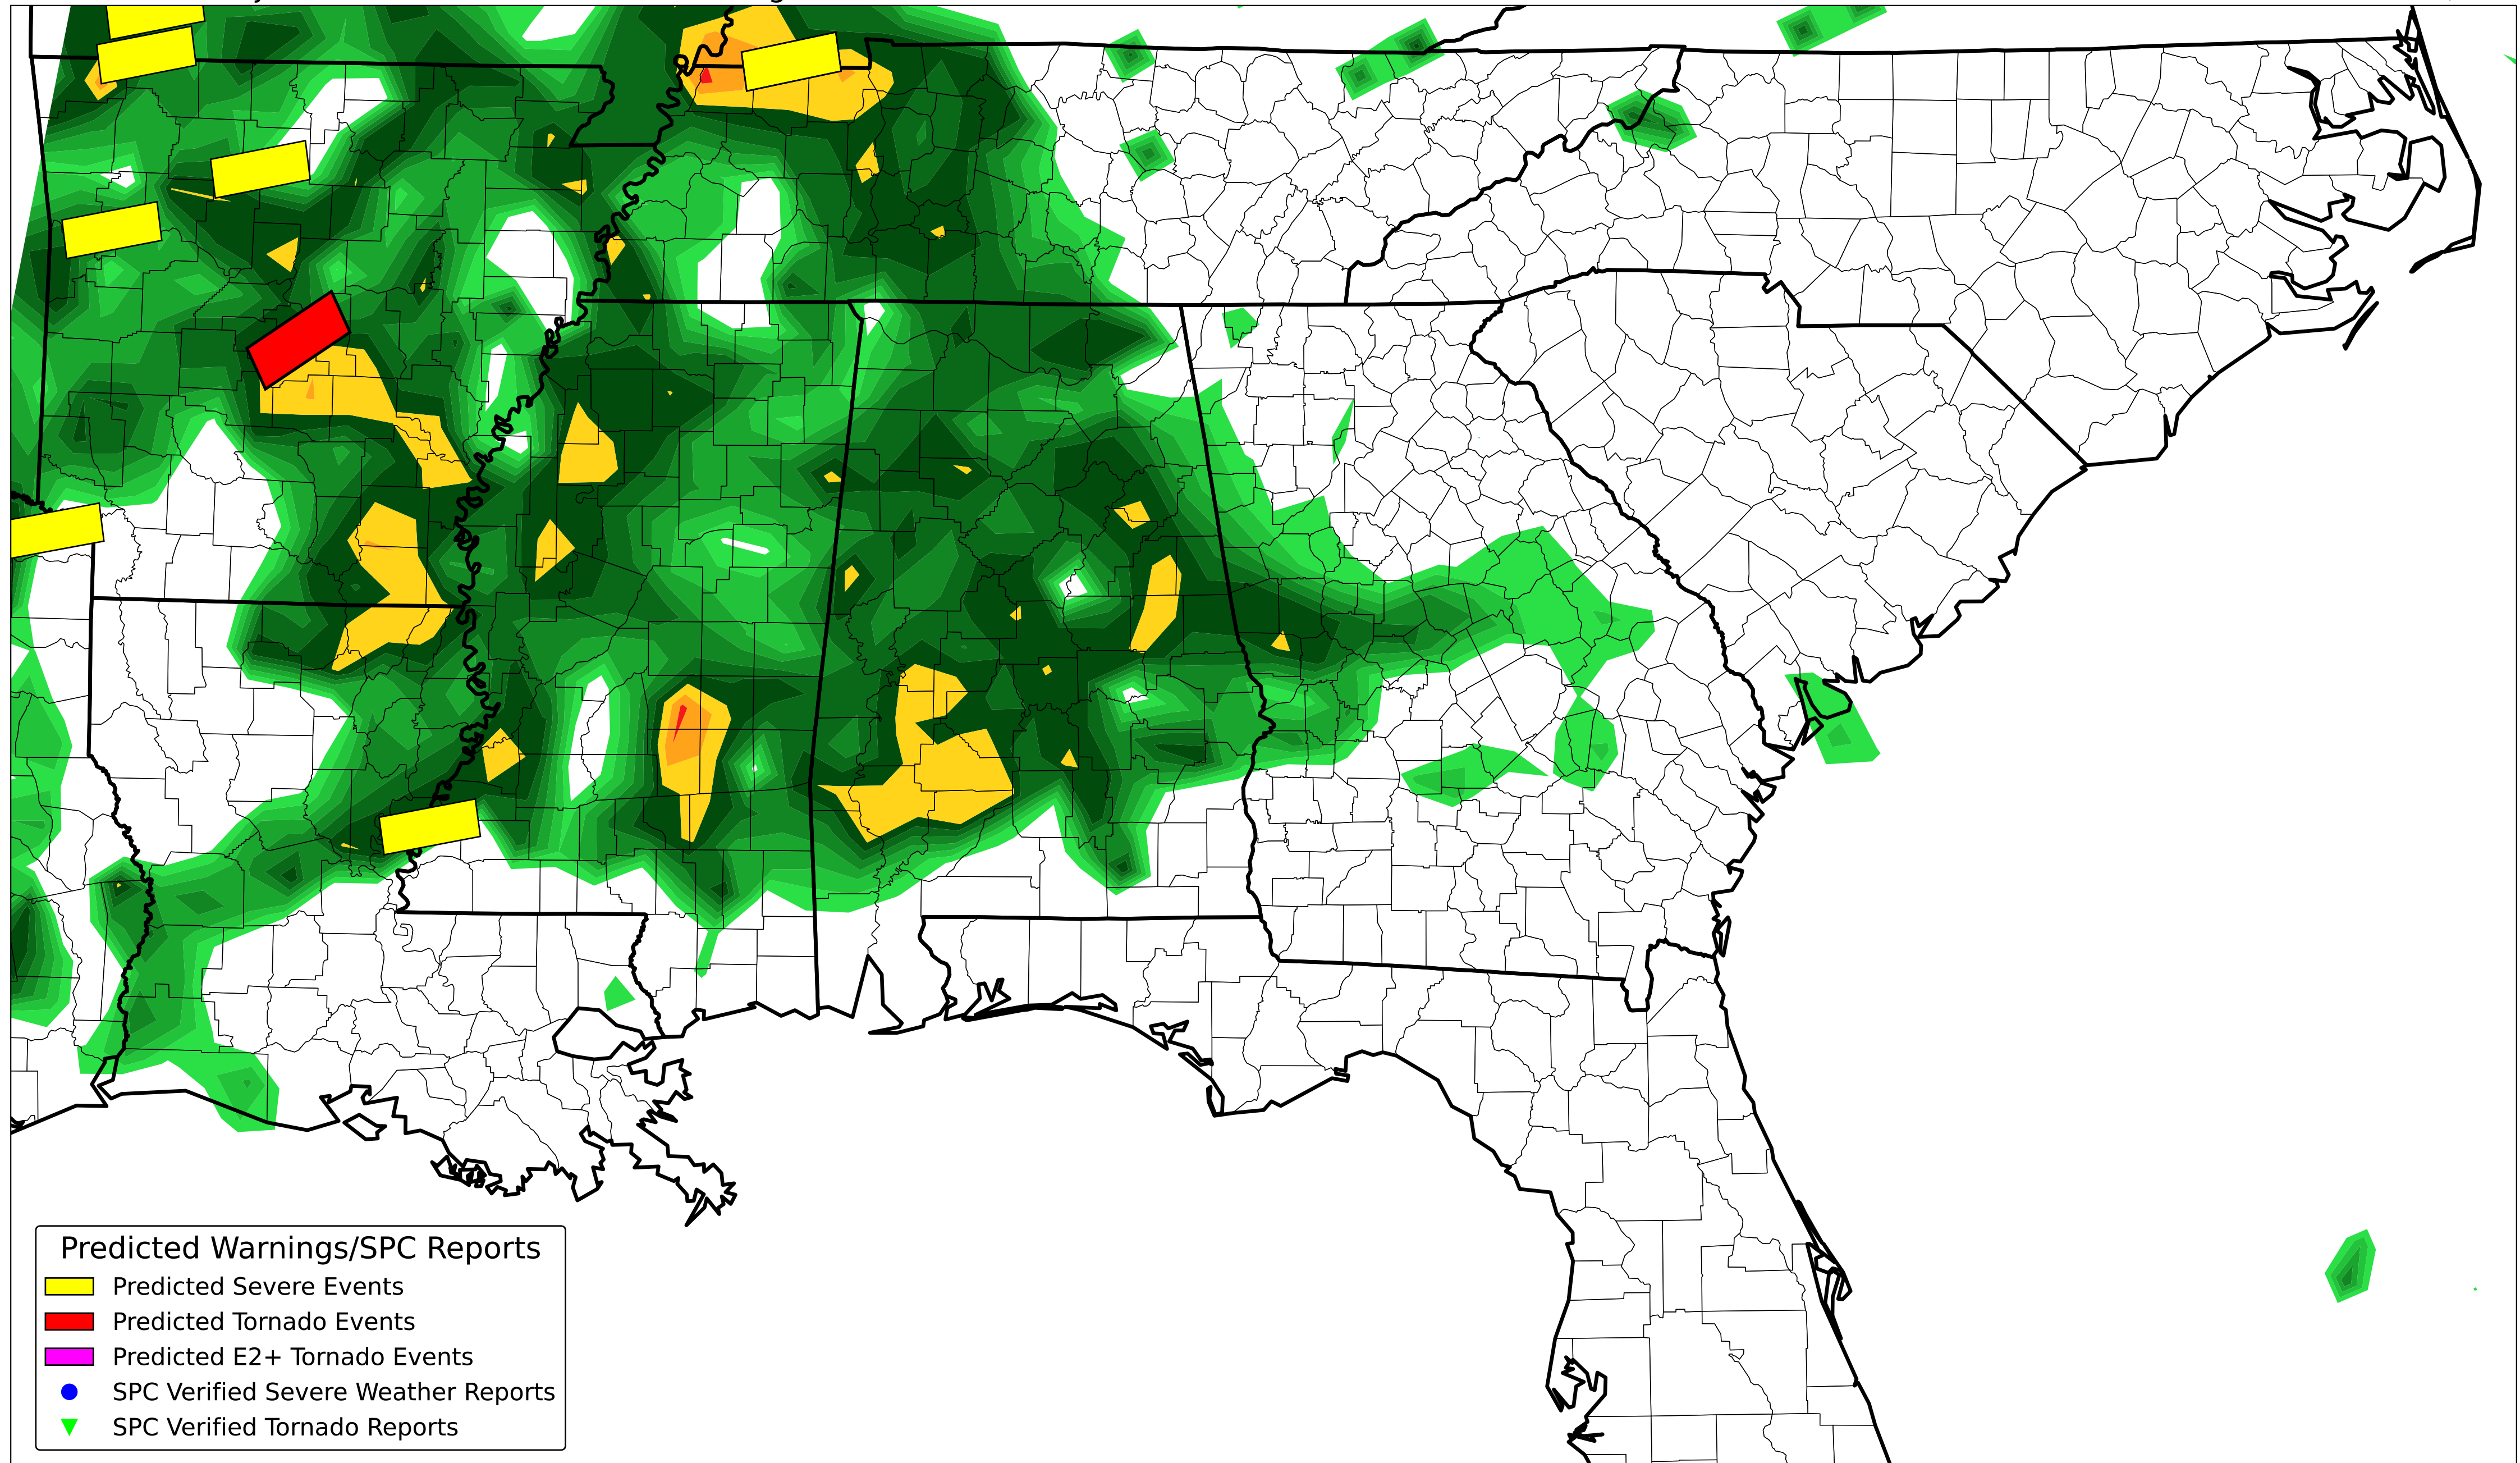 Predicted Warnings/SPC Reports
Predicted Severe Events
Predicted Tornado Events
Predicted E2+ Tornado Events
SPC Verified Severe Weather Reports
SPC Verified Tornado Reports